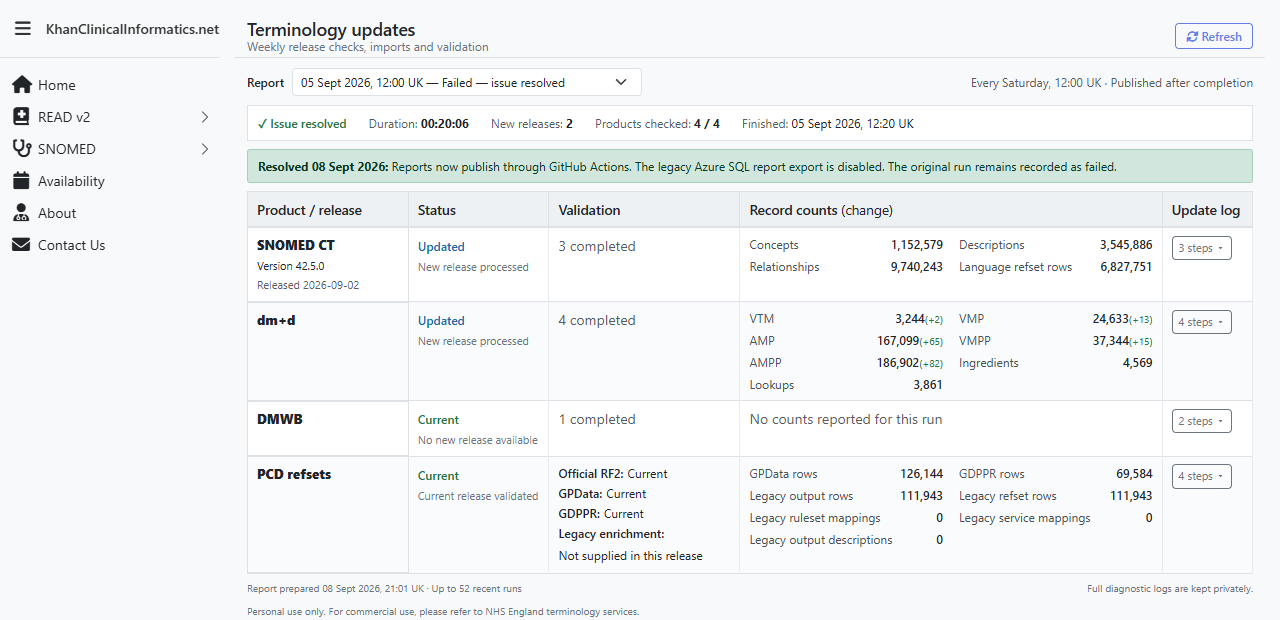 KhanClinicalInformatics.net
Home
READ v2
SNOMED
Availability
About
Contact Us
Terminology updates
Weekly release checks, imports and validation
Refresh
Report 05 Sept 2026, 12:00 UK — Failed — issue resolved
Every Saturday, 12:00 UK · Published after completion
✓ Issue resolved Duration: 00:20:06 New releases: 2 Products checked: 4 / 4 Finished: 05 Sept 2026, 12:20 UK
Resolved 08 Sept 2026: Reports now publish through GitHub Actions. The legacy Azure SQL report export is disabled. The original run remains recorded as failed.
Product / release Status Validation Record counts (change) Update log
SNOMED CT
Version 42.5.0
Released 2026-09-02
Updated
New release processed
3 completed
Concepts 1,152,579 Descriptions 3,545,886
Relationships 9,740,243 Language refset rows 6,827,751
3 steps
dm+d
Updated
New release processed
4 completed
VTM 3,244(+2) VMP 24,633(+13)
AMP 167,099(+65) VMPP 37,344(+15)
AMPP 186,902(+82) Ingredients 4,569
Lookups 3,861
4 steps
DMWB
Current
No new release available
1 completed
No counts reported for this run
2 steps
PCD refsets
Current
Current release validated
Official RF2: Current
GPData: Current
GDPPR: Current
Legacy enrichment:
Not supplied in this release
GPData rows 126,144 GDPPR rows 69,584
Legacy output rows 111,943 Legacy refset rows 111,943
Legacy ruleset mappings 0 Legacy service mappings 0
Legacy output descriptions 0
4 steps
Report prepared 08 Sept 2026, 21:01 UK · Up to 52 recent runs
Full diagnostic logs are kept privately.
Personal use only. For commercial use, please refer to NHS England terminology services.